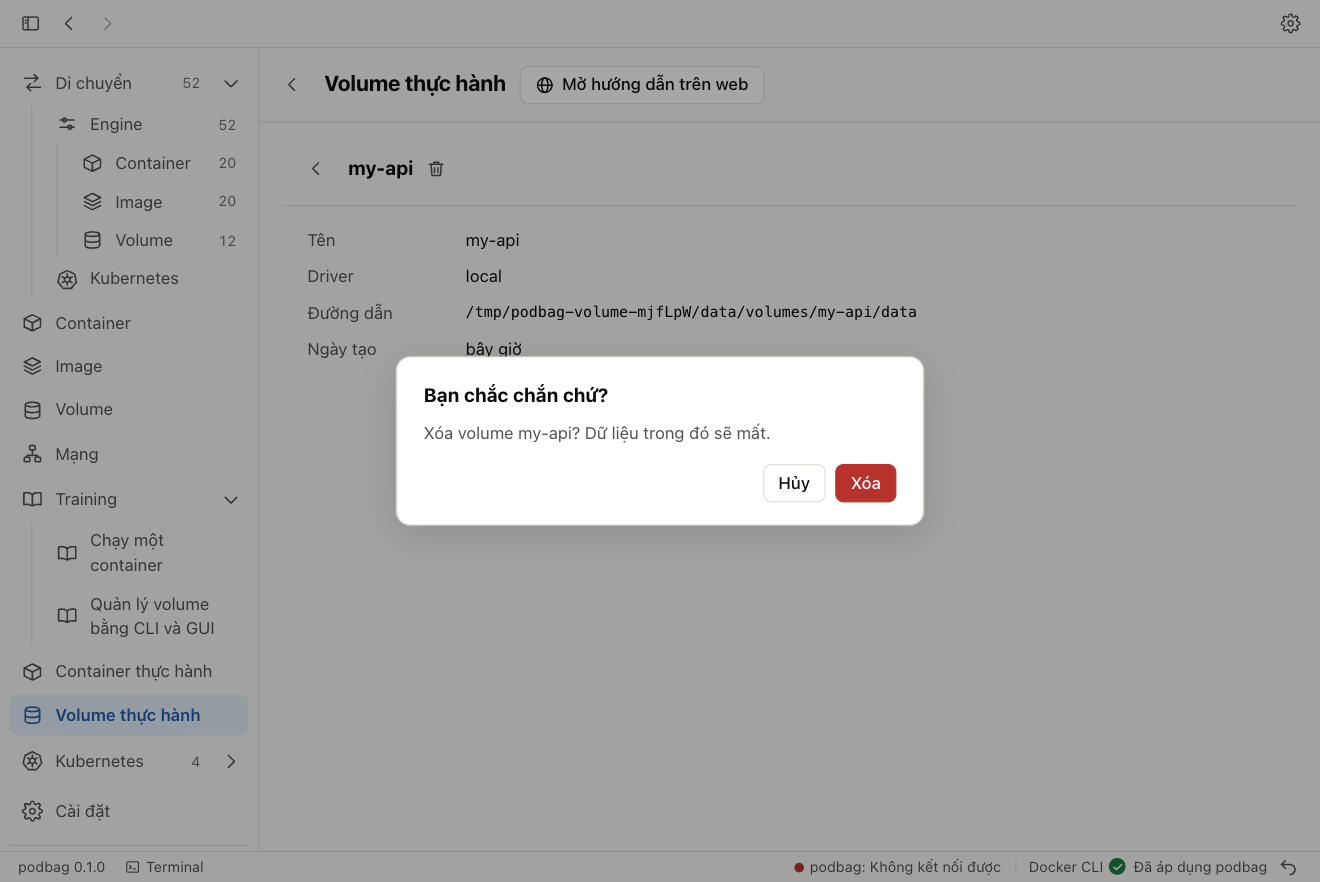 Di chuyển 52
Engine 52
Container 20
Image 20
Volume 12
Kubernetes
Container
Image
Volume
Mạng
Training
Chạy một
container
Quản lý volume
bằng CLI và GUI
Container thực hành
Volume thực hành
Kubernetes 4
Cài đặt
Volume thực hành
Mở hướng dẫn trên web
my-api
Tên my-api
Driver local
Đường dẫn /tmp/podbag-volume-mjfLpW/data/volumes/my-api/data
Ngày tạo bây giờ
Bạn chắc chắn chứ?
Xóa volume my-api? Dữ liệu trong đó sẽ mất.
Hủy Xóa
podbag 0.1.0 Terminal podbag: Không kết nối được Docker CLI Đã áp dụng podbag